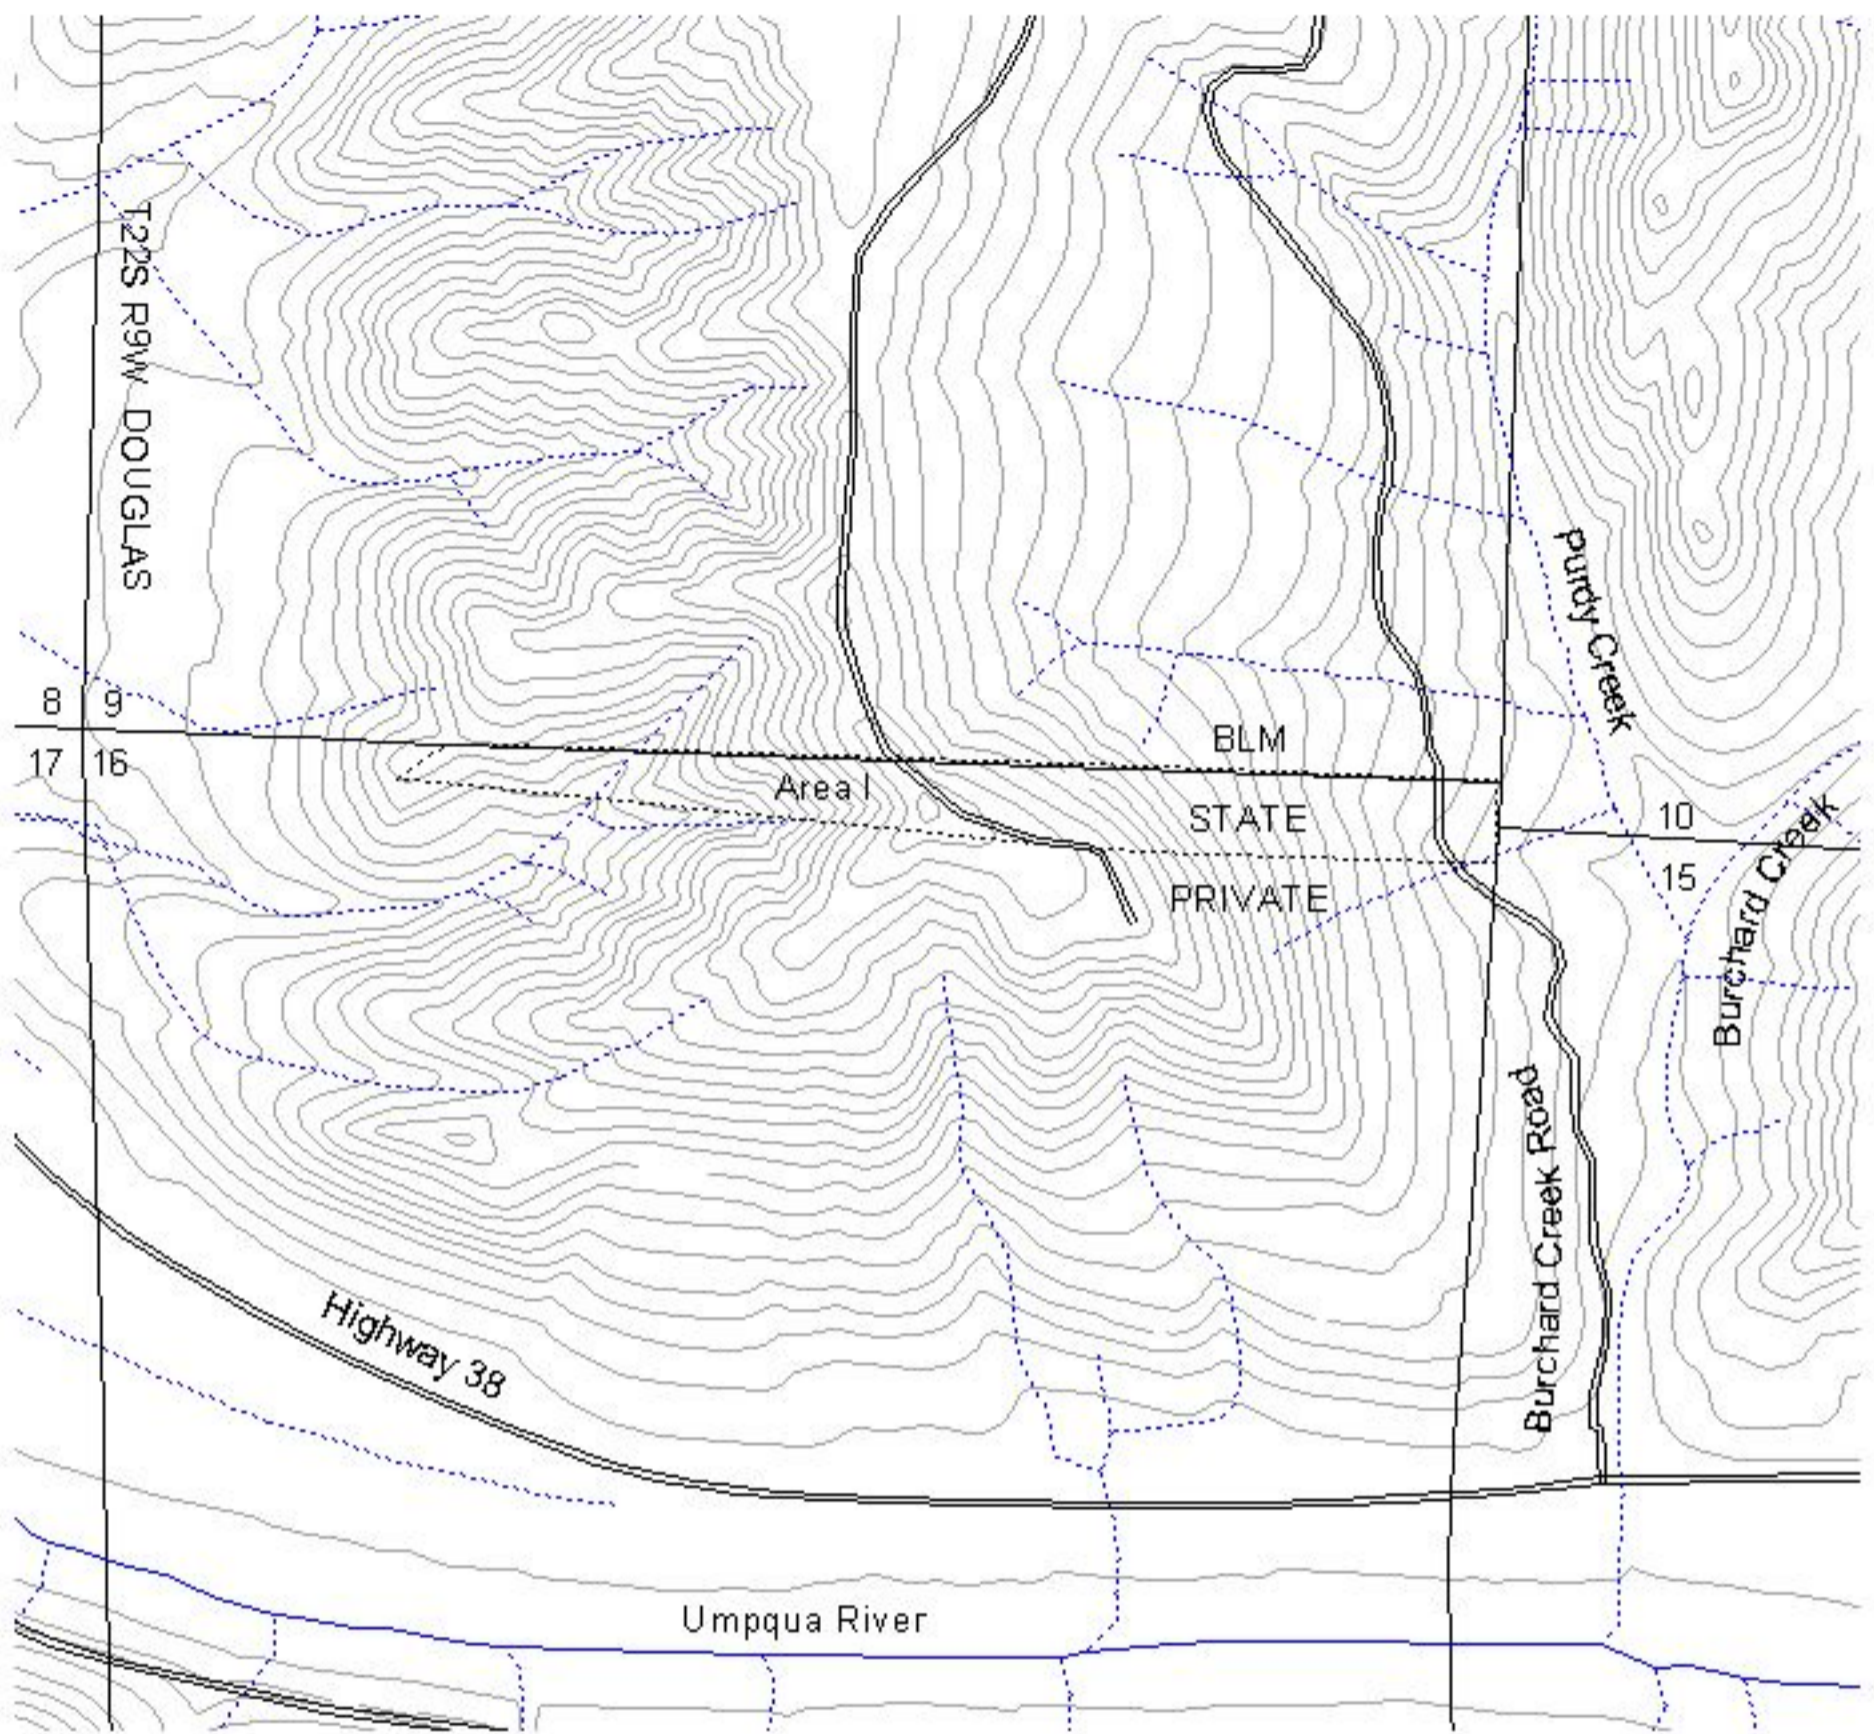 T22S R9W DOUGLAS
Purdy Creek
8 9
BLM
17 16
Area I
STATE
10
Burchard Creek
15
PRIVATE
Burchard Creek Road
Highway 38
Umpqua River